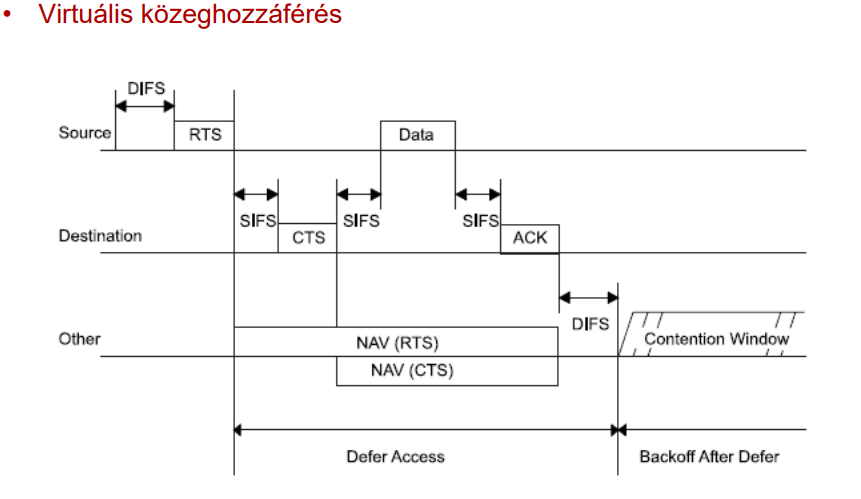 • Virtuális közeghozzáférés
DIFS
Source
RTS
Data
SIFS
SIFS
SIFS
Destination
CTS
ACK
DIFS
Other
NAV (RTS)
Contention Window
NAV (CTS)
Defer Access
Backoff After Defer